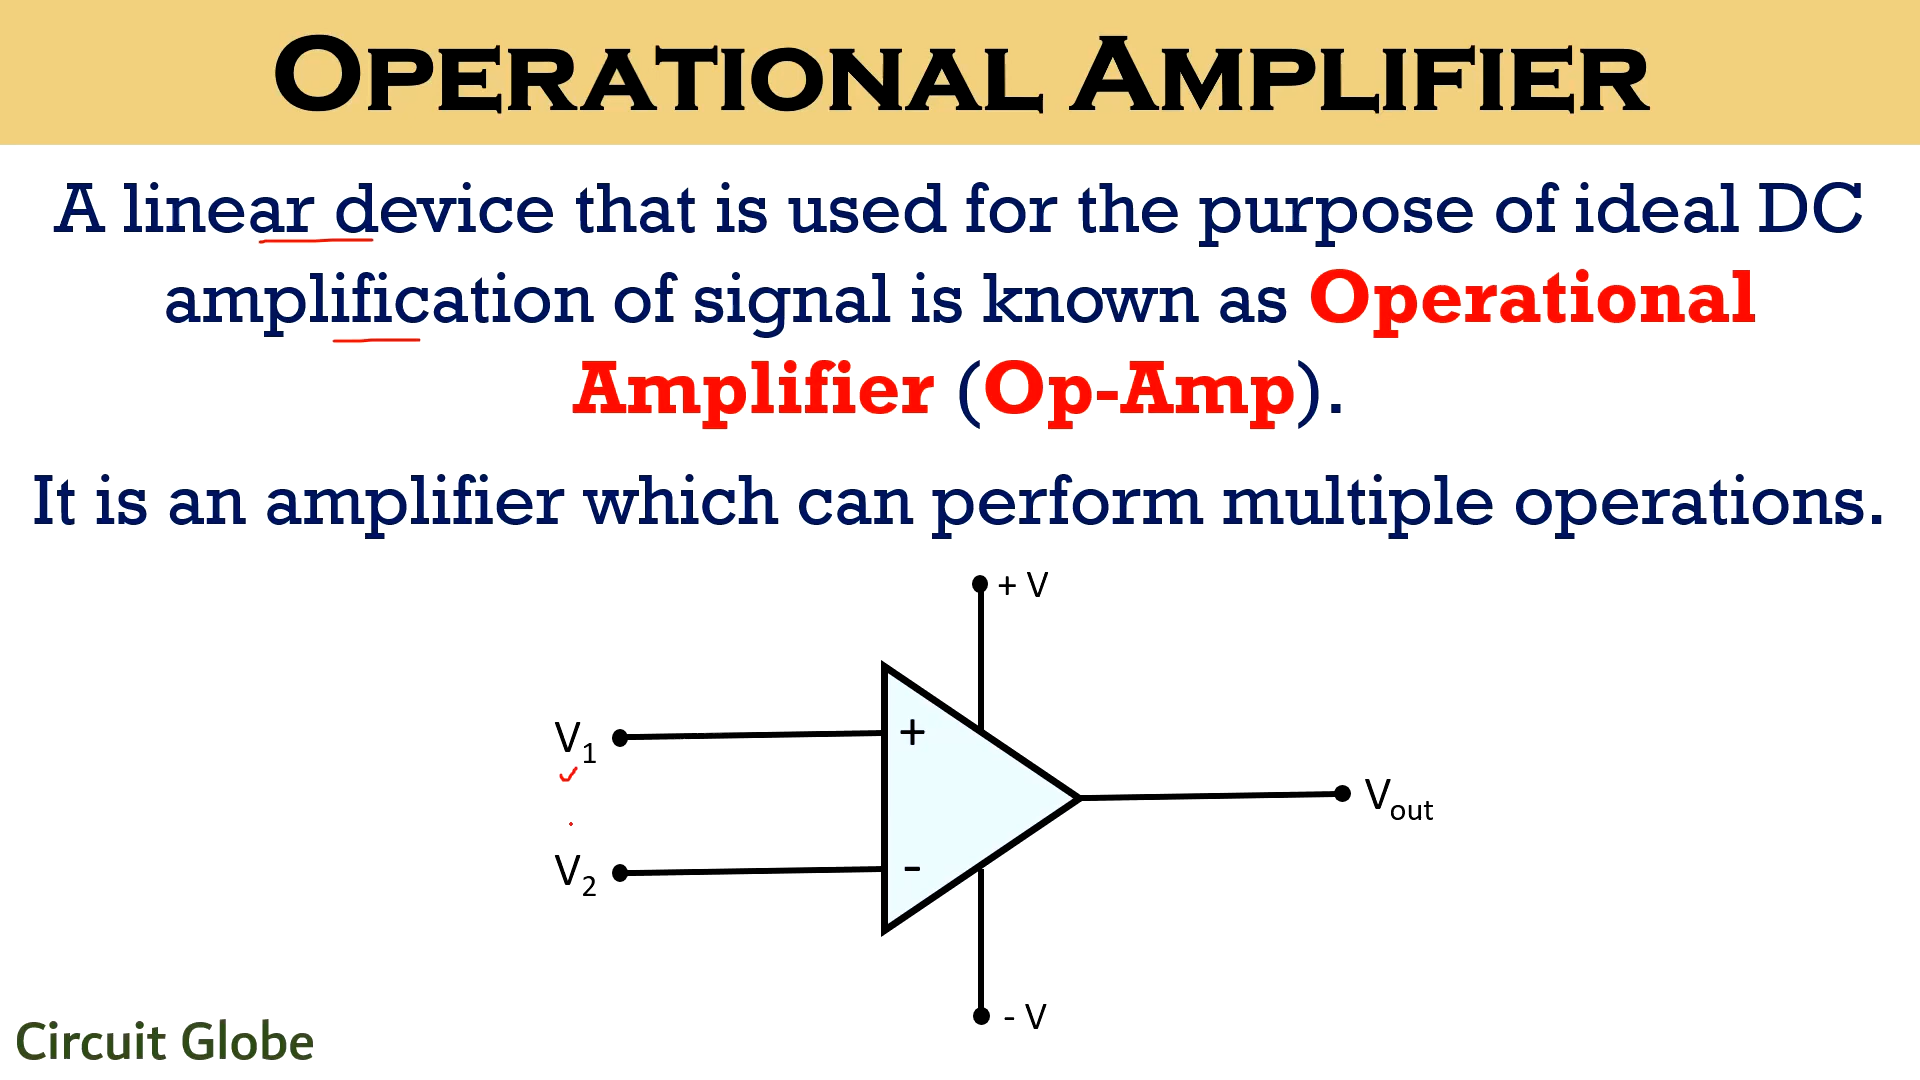 OPERATIONAL AMPLIFIER
A linear device that is used for the purpose of ideal DC
amplification of signal is known as Operational
Amplifier (Op-Amp).
It is an amplifier which can perform multiple operations.
+ V
V1
+
Vout
V2
-
- V
Circuit Globe